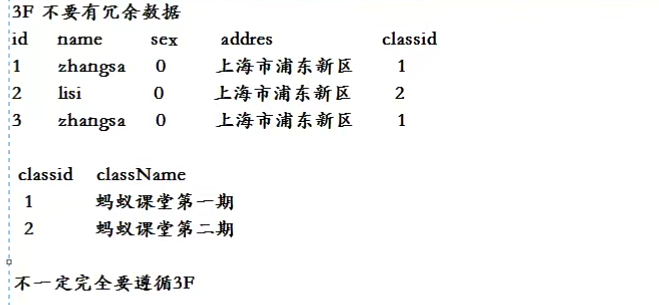 3F 不要有冗余数据
id name sex addres classid
1 zhangsa 0 上海市浦东新区 1
2 lisi 0 上海市浦东新区 2
3 zhangsa 0 上海市浦东新区 1
classid className
1 蚂蚁课堂第一期
2 蚂蚁课堂第二期
不一定完全要遵循3F